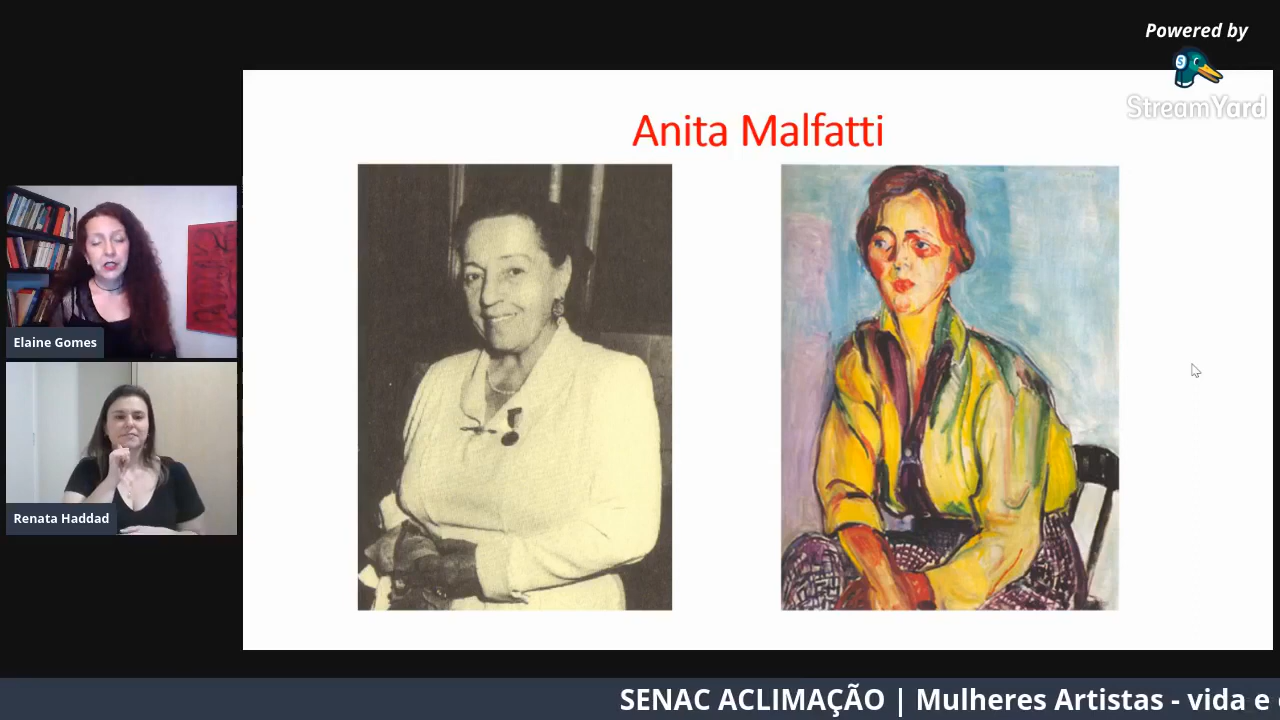 Powered by
StreamYard
Anita Malfatti
Elaine Gomes
Renata Haddad
SENAC ACLIMAÇÃO | Mulheres Artistas - vida e